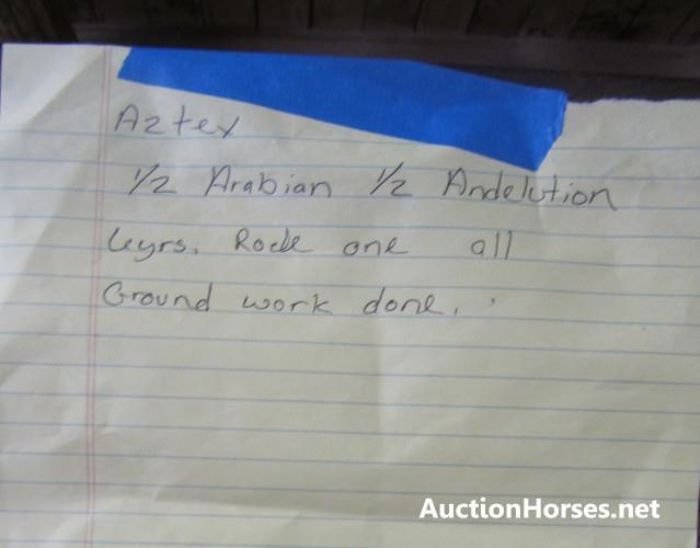 Aztex
1/2 Arabian 1/2 Andelution
6yrs. Rode one all
Ground work done.
AuctionHorses.net